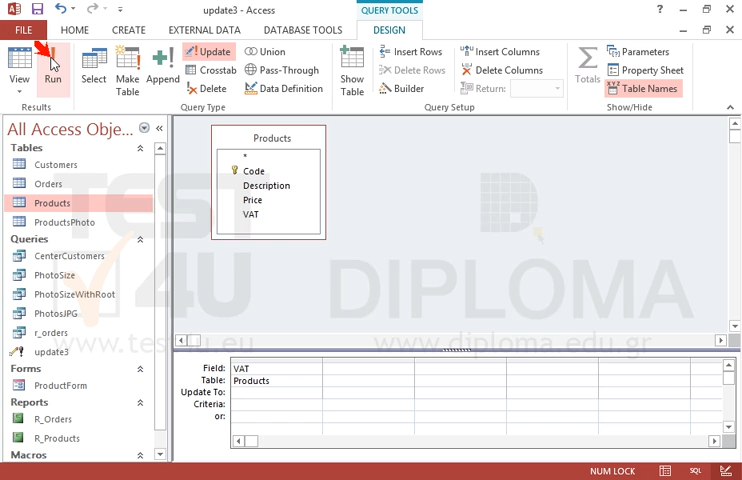 update3 - Access
QUERY TOOLS
FILE HOME CREATE EXTERNAL DATA DATABASE TOOLS DESIGN
View
Run
Select
Make Table
Append
Update
Crosstab
Delete
Union
Pass-Through
Data Definition
Show Table
Insert Rows
Delete Rows
Builder
Insert Columns
Delete Columns
Return:
Totals
Parameters
Property Sheet
Table Names
Results
Query Type
Query Setup
Show/Hide
All Access Obje...
Tables
Customers
Orders
Products
ProductsPhoto
Queries
CenterCustomers
PhotoSize
PhotoSizeWithRoot
PhotosJPG
r_orders
update3
Forms
ProductForm
Reports
R_Orders
R_Products
Macros
Products
*
Code
Description
Price
VAT
TEST
4U
www.test4u.eu
DIPLOMA
www.diploma.edu.gr
Field: VAT
Table: Products
Update To:
Criteria:
or:
NUM LOCK
SQL